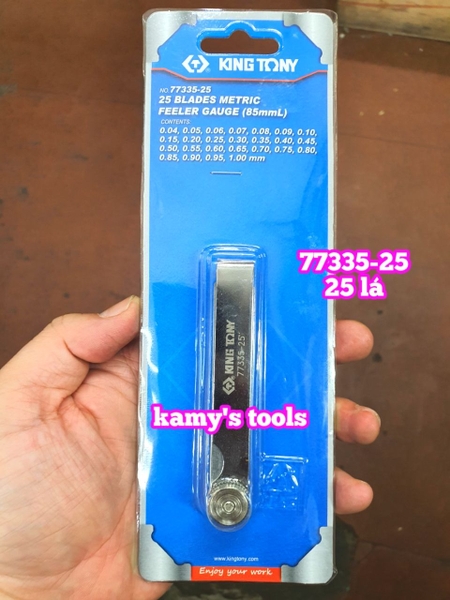 KING TONY
NO.77335-25
25 BLADES METRIC
FEELER GAUGE (85mmL)
CONTENTS:
0.04, 0.05, 0.06, 0.07, 0.08, 0.09, 0.10,
0.15, 0.20, 0.25, 0.30, 0.35, 0.40, 0.45,
0.50, 0.55, 0.60, 0.65, 0.70, 0.75, 0.80,
0.85, 0.90, 0.95, 1.00 mm
77335-25
25 lá
KING TONY
77335-25
kamy's tools
www.kingtony.com
Enjoy your work